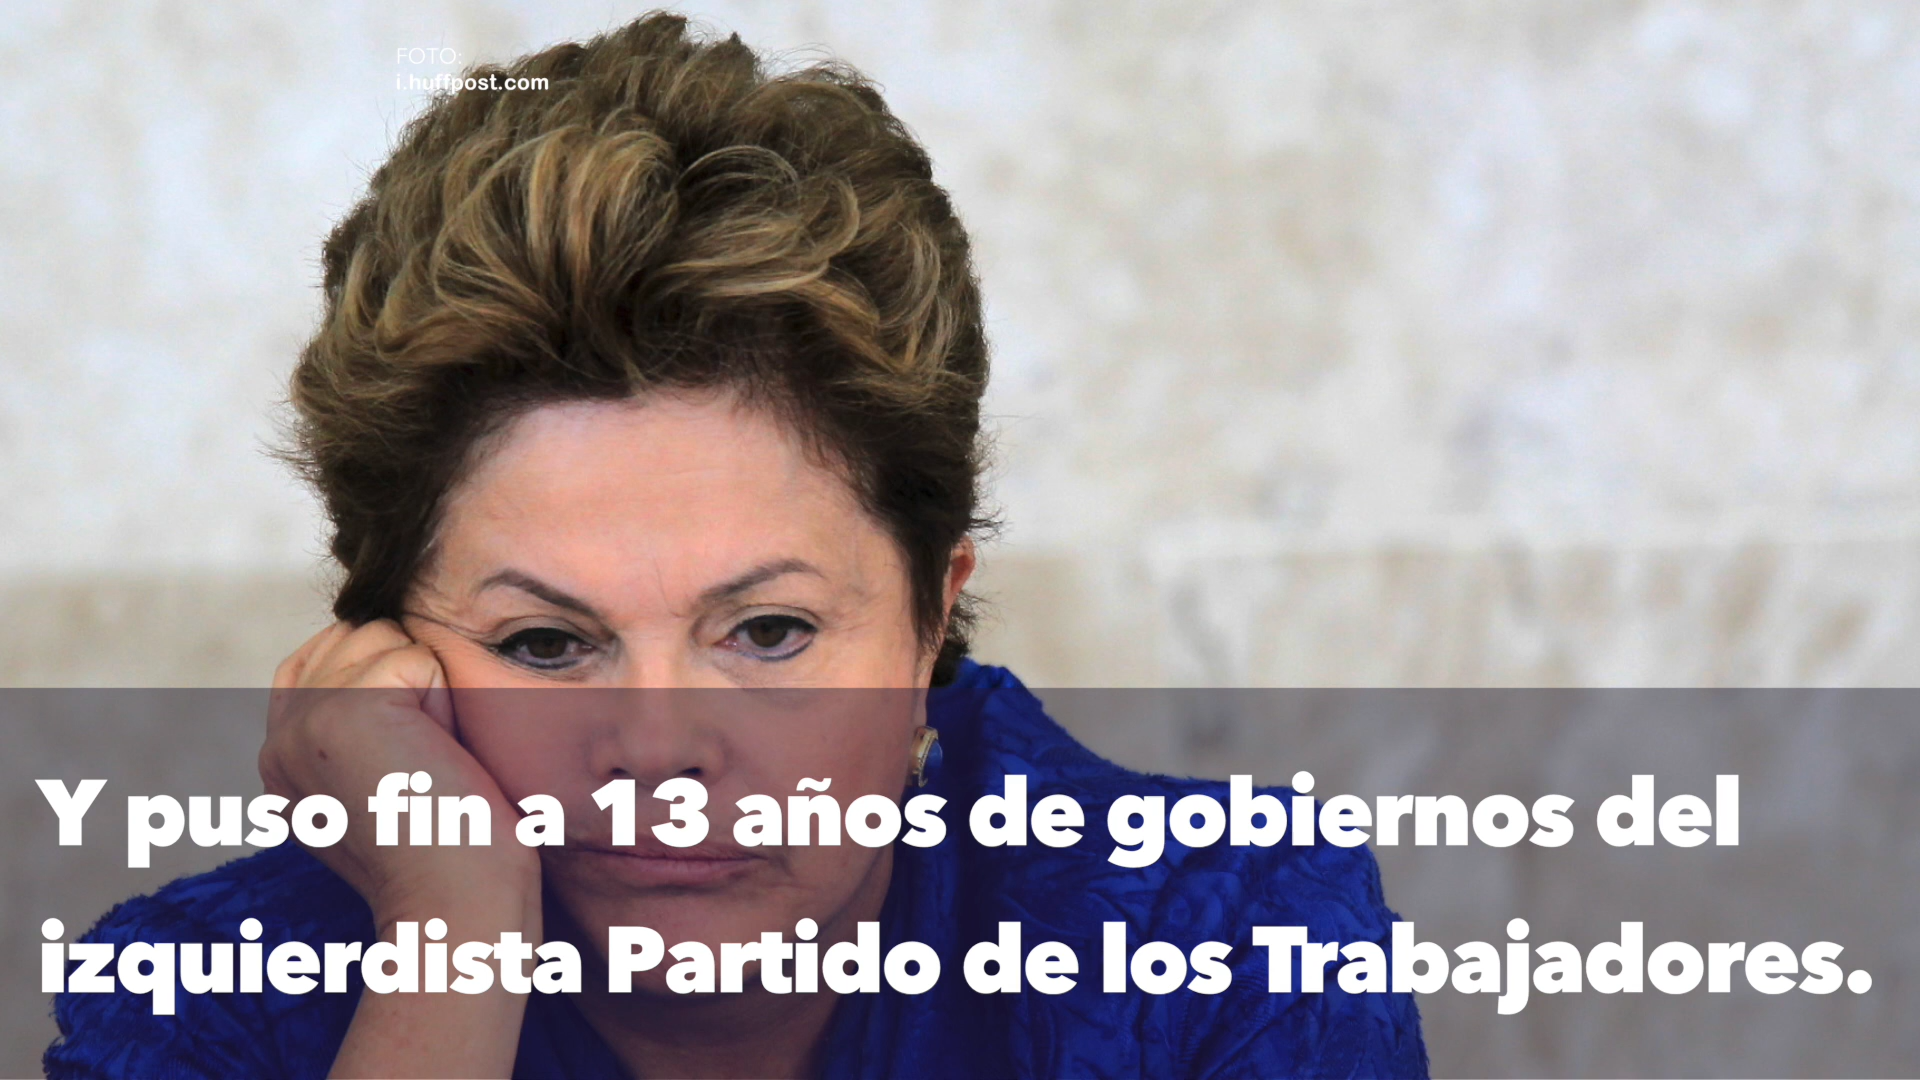 FOTO:
i.huffpost.com
Y puso fin a 13 años de gobiernos del
izquierdista Partido de los Trabajadores.